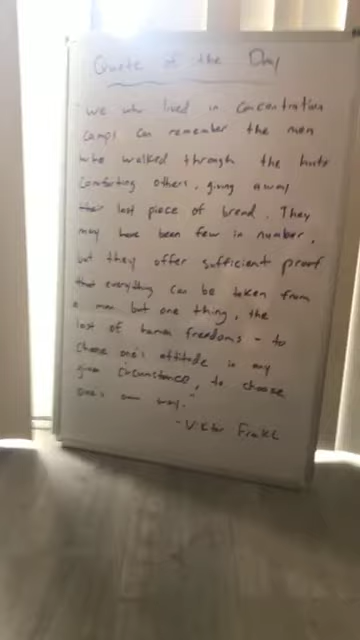 Quote of the Day
"We who lived in concentration
camps can remember the men
who walked through the huts
comforting others, giving away
their last piece of bread. They
may have been few in number,
but they offer sufficient proof
that everything can be taken from
a man but one thing, the
last of human freedoms - to
choose one's attitude in any
given circumstance, to choose
one's own way."
- Viktor Frakl